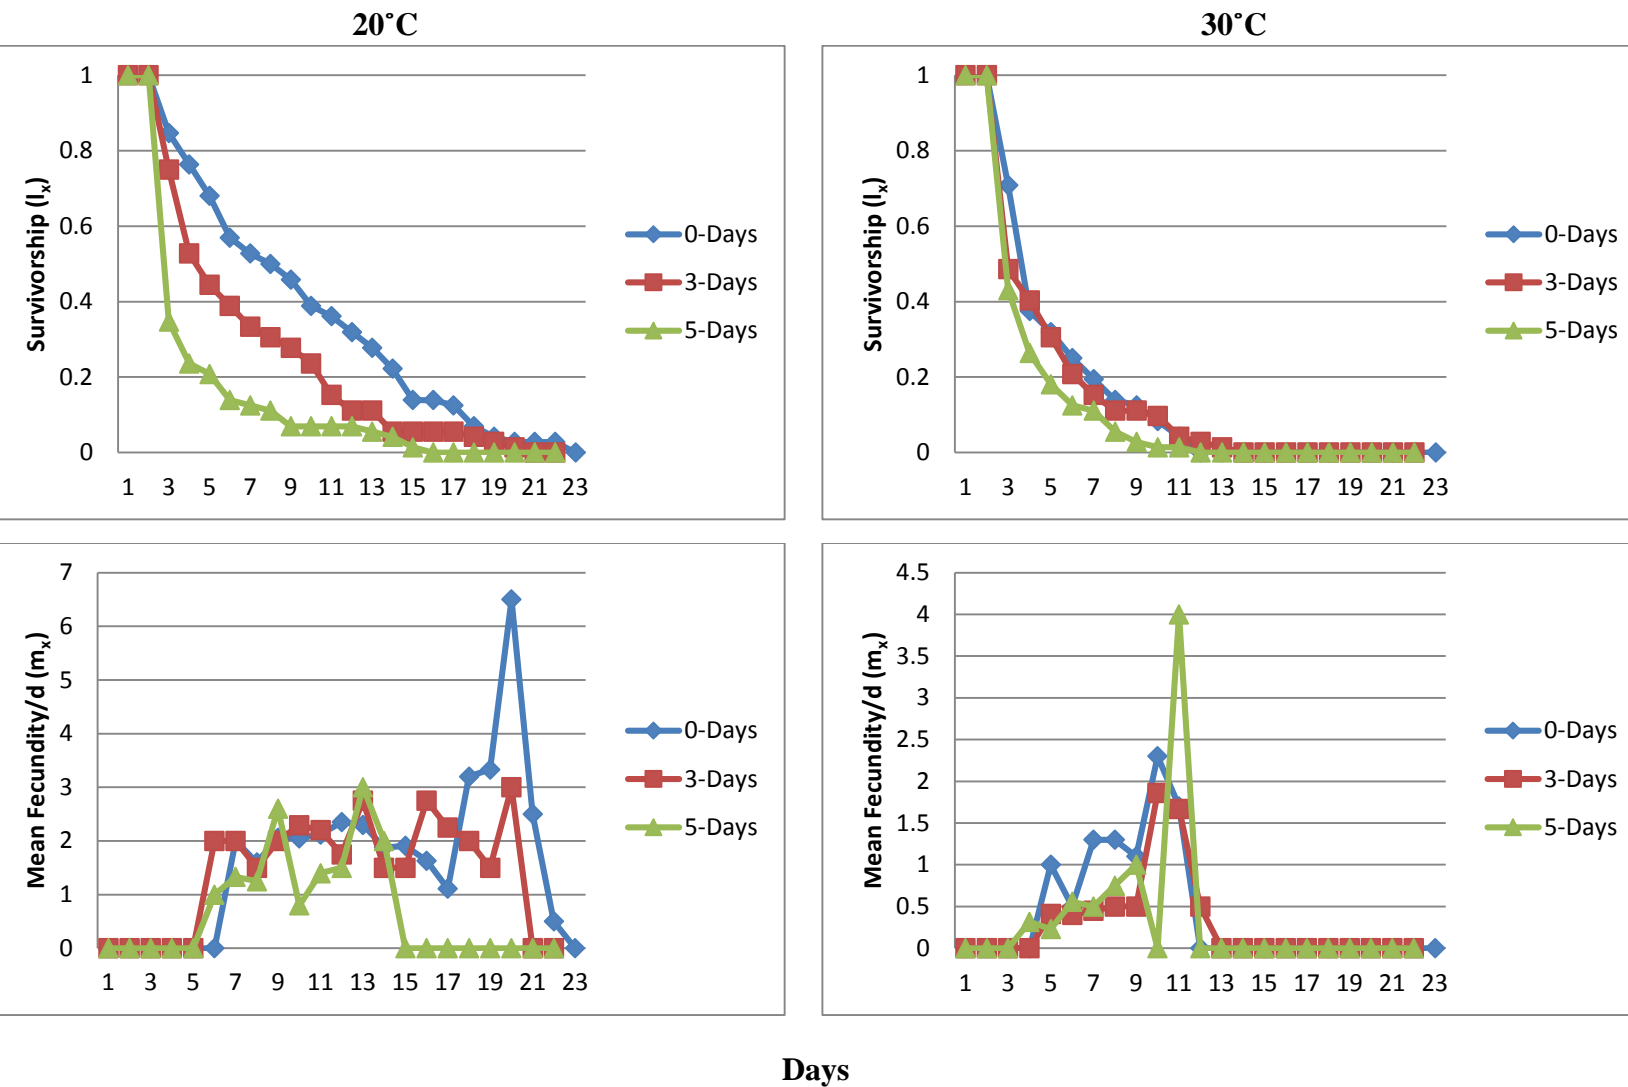 20°C
30°C
Survivorship (lx)
1
0.8
0.6
0.4
0.2
0
1 3 5 7 9 11 13 15 17 19 21 23
0-Days
3-Days
5-Days
Survivorship (lx)
1
0.8
0.6
0.4
0.2
0
1 3 5 7 9 11 13 15 17 19 21 23
0-Days
3-Days
5-Days
Mean Fecundity/d (mx)
7
6
5
4
3
2
1
0
1 3 5 7 9 11 13 15 17 19 21 23
0-Days
3-Days
5-Days
Mean Fecundity/d (mx)
4.5
4
3.5
3
2.5
2
1.5
1
0.5
0
1 3 5 7 9 11 13 15 17 19 21 23
0-Days
3-Days
5-Days
Days